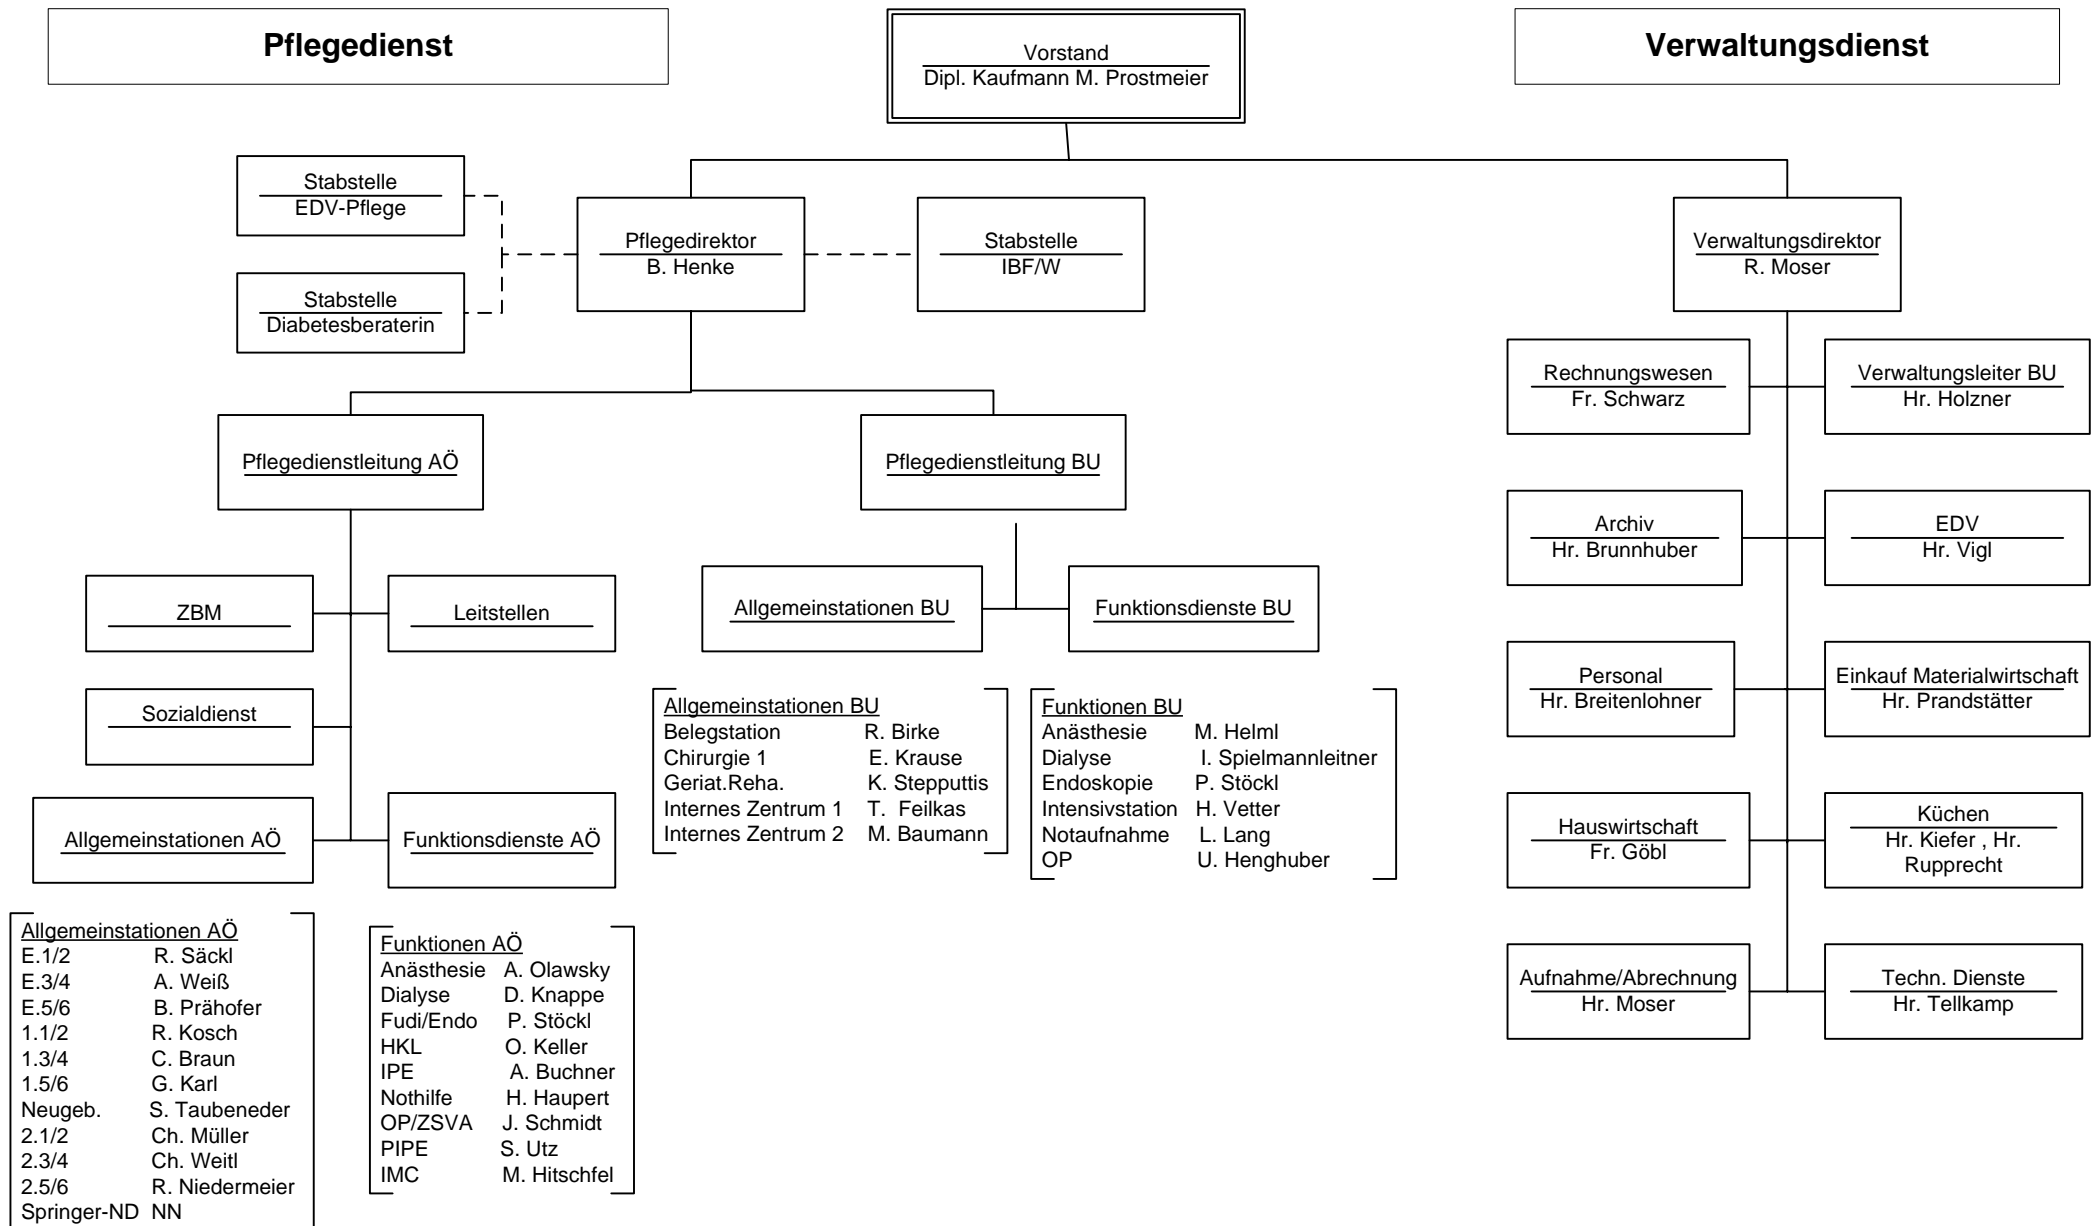 Pflegedienst
Vorstand
Dipl. Kaufmann M. Prostmeier
Verwaltungsdienst
Stabstelle
EDV-Pflege
Stabstelle
Diabetesberaterin
Pflegedirektor
B. Henke
Stabstelle
IBF/W
Verwaltungsdirektor
R. Moser
Pflegedienstleitung AÖ
Pflegedienstleitung BU
ZBM
Leitstellen
Sozialdienst
Allgemeinstationen AÖ
Funktionsdienste AÖ
Allgemeinstationen BU
Funktionsdienste BU
Allgemeinstationen BU
Belegstation R. Birke
Chirurgie 1 E. Krause
Geriat.Reha. K. Stepputtis
Internes Zentrum 1 T. Feilkas
Internes Zentrum 2 M. Baumann
Funktionen BU
Anästhesie M. Helml
Dialyse I. Spielmannleitner
Endoskopie P. Stöckl
Intensivstation H. Vetter
Notaufnahme L. Lang
OP U. Henghuber
Allgemeinstationen AÖ
E.1/2 R. Säckl
E.3/4 A. Weiß
E.5/6 B. Prähofer
1.1/2 R. Kosch
1.3/4 C. Braun
1.5/6 G. Karl
Neugeb. S. Taubeneder
2.1/2 Ch. Müller
2.3/4 Ch. Weitl
2.5/6 R. Niedermeier
Springer-ND NN
Funktionen AÖ
Anästhesie A. Olawsky
Dialyse D. Knappe
Fudi/Endo P. Stöckl
HKL O. Keller
IPE A. Buchner
Nothilfe H. Haupert
OP/ZSVA J. Schmidt
PIPE S. Utz
IMC M. Hitschfel
Rechnungswesen
Fr. Schwarz
Verwaltungsleiter BU
Hr. Holzner
Archiv
Hr. Brunnhuber
EDV
Hr. Vigl
Personal
Hr. Breitenlohner
Einkauf Materialwirtschaft
Hr. Prandstätter
Hauswirtschaft
Fr. Göbl
Küchen
Hr. Kiefer , Hr.
Rupprecht
Aufnahme/Abrechnung
Hr. Moser
Techn. Dienste
Hr. Tellkamp